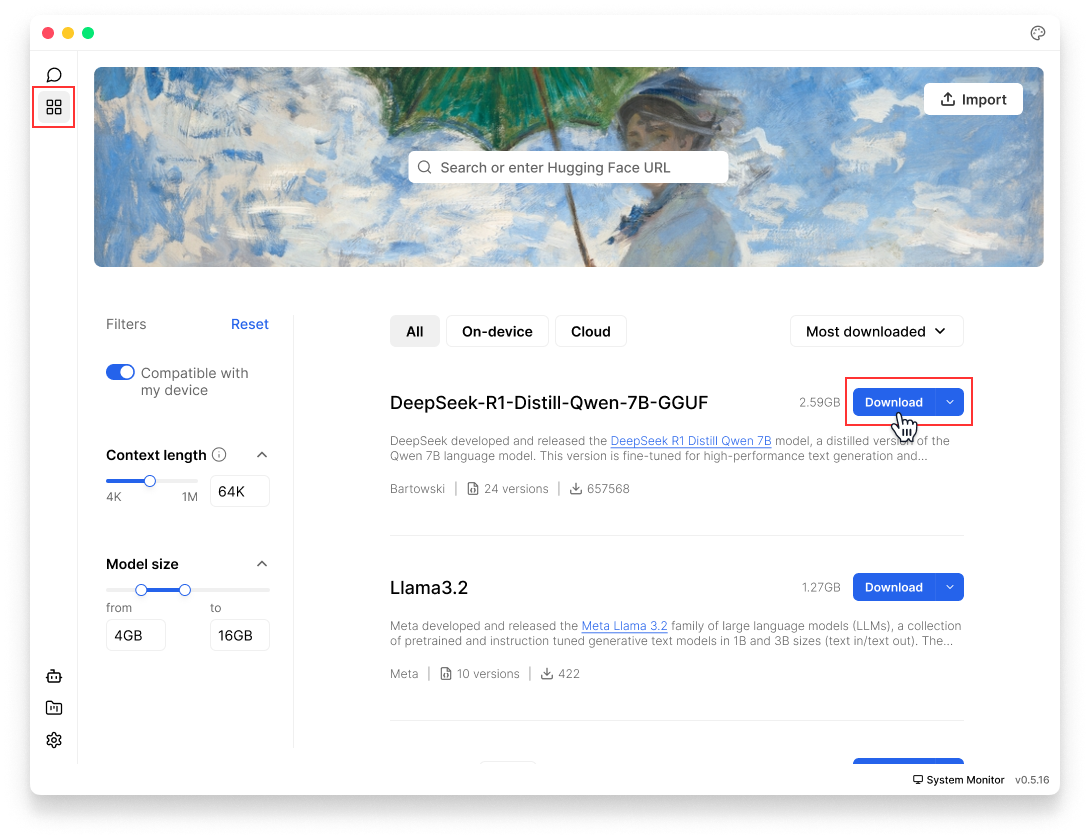 Import
Search or enter Hugging Face URL
Filters
Reset
Compatible with
my device
Context length
4K
1M
64K
Model size
from
to
4GB
16GB
All
On-device
Cloud
Most downloaded
DeepSeek-R1-Distill-Qwen-7B-GGUF
2.59GB
Download
DeepSeek developed and released the DeepSeek R1 Distill Qwen 7B model, a distilled version of the
Qwen 7B language model. This version is fine-tuned for high-performance text generation and...
Bartowski
24 versions
657568
Llama3.2
1.27GB
Download
Meta developed and released the Meta Llama 3.2 family of large language models (LLMs), a collection
of pretrained and instruction tuned generative text models in 1B and 3B sizes (text in/text out). The...
Meta
10 versions
422
System Monitor
v0.5.16